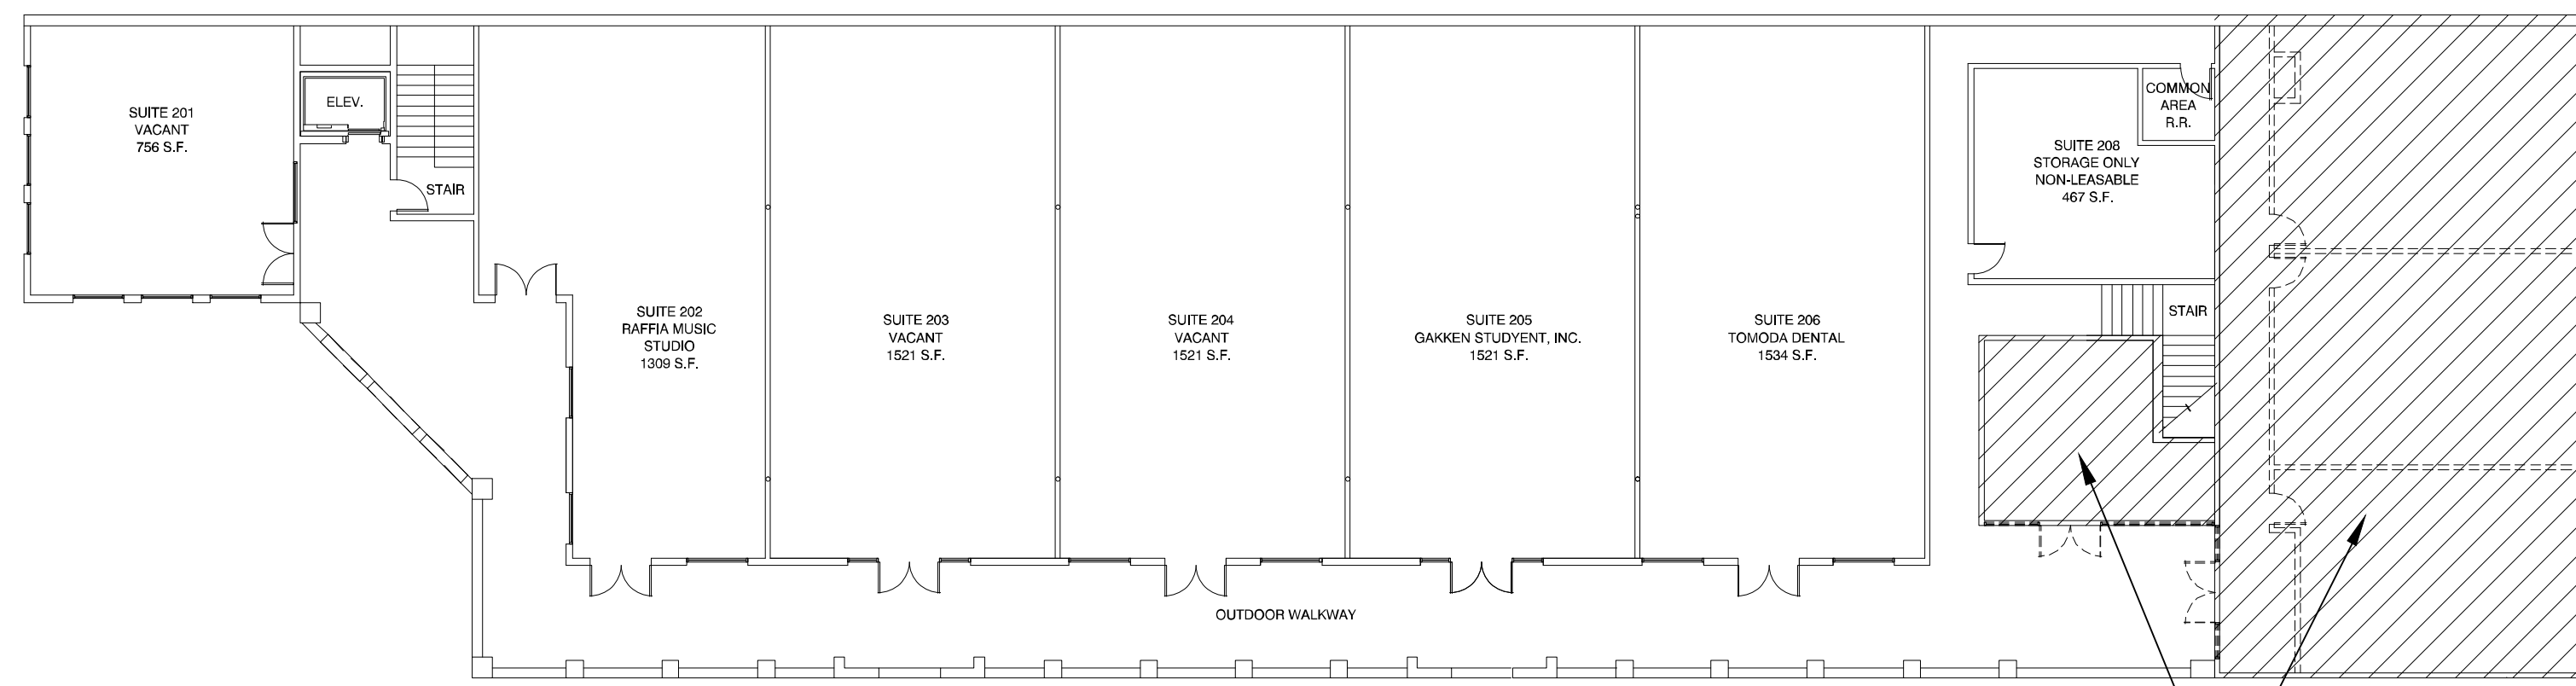 SUITE 201
VACANT
756 S.F.
ELEV.
STAIR
SUITE 202
RAFFIA MUSIC
STUDIO
1309 S.F.
SUITE 203
VACANT
1521 S.F.
SUITE 204
VACANT
1521 S.F.
SUITE 205
GAKKEN STUDYENT, INC.
1521 S.F.
SUITE 206
TOMODA DENTAL
1534 S.F.
COMMON
AREA
R.R.
SUITE 208
STORAGE ONLY
NON-LEASABLE
467 S.F.
STAIR
OUTDOOR WALKWAY